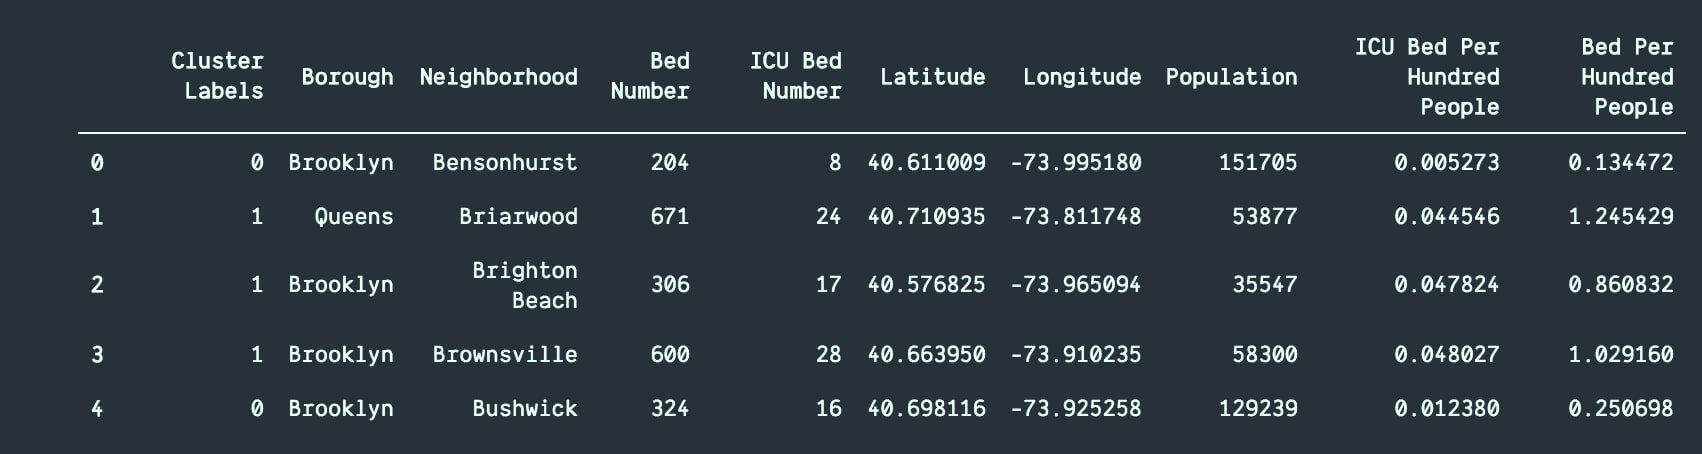 Cluster Labels Borough Neighborhood Bed Number ICU Bed Number Latitude Longitude Population ICU Bed Per Hundred People Bed Per Hundred People
0 0 Brooklyn Bensonhurst 204 8 40.611009 -73.995180 151705 0.005273 0.134472
1 1 Queens Briarwood 671 24 40.710935 -73.811748 53877 0.044546 1.245429
2 1 Brooklyn Brighton Beach 306 17 40.576825 -73.965094 35547 0.047824 0.860832
3 1 Brooklyn Brownsville 600 28 40.663950 -73.910235 58300 0.048027 1.029160
4 0 Brooklyn Bushwick 324 16 40.698116 -73.925258 129239 0.012380 0.250698